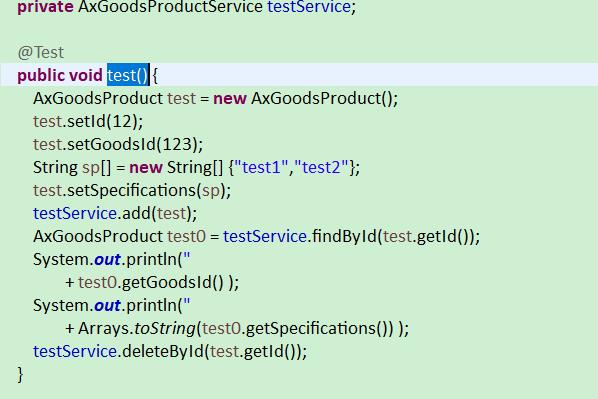 private AxGoodsProductService testService;
@Test
public void test() {
AxGoodsProduct test = new AxGoodsProduct();
test.setId(12);
test.setGoodsId(123);
String sp[] = new String[] {"test1","test2"};
test.setSpecifications(sp);
testService.add(test);
AxGoodsProduct test0 = testService.findById(test.getId());
System.out.println("
+ test0.getGoodsId() );
System.out.println("
+ Arrays.toString(test0.getSpecifications()) );
testService.deleteById(test.getId());
}